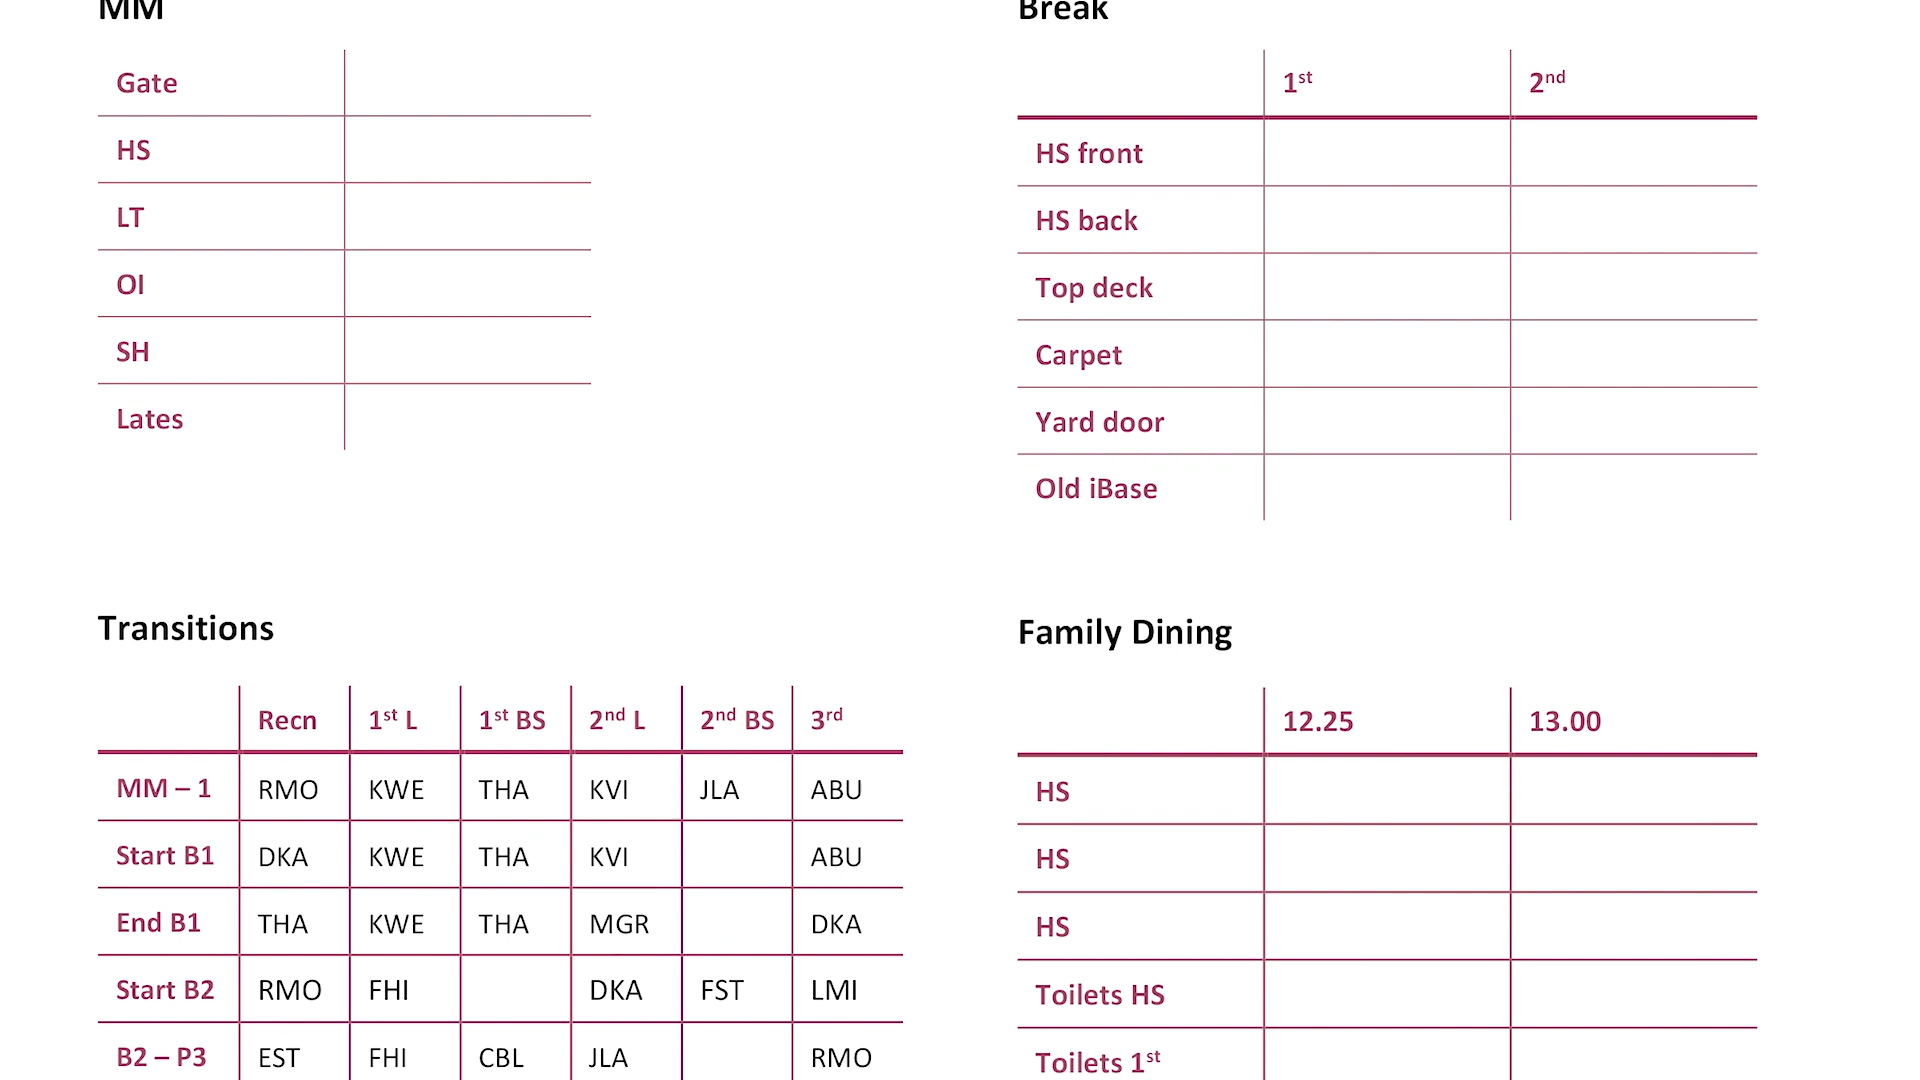 MM
Gate
HS
LT
OI
SH
Lates
Break
1st 2nd
HS front
HS back
Top deck
Carpet
Yard door
Old iBase
Transitions
Recn 1st L 1st BS 2nd L 2nd BS 3rd
MM – 1 RMO KWE THA KVI JLA ABU
Start B1 DKA KWE THA KVI ABU
End B1 THA KWE THA MGR DKA
Start B2 RMO FHI DKA FST LMI
B2 – P3 EST FHI CBL JLA RMO
Family Dining
12.25 13.00
HS
HS
HS
Toilets HS
Toilets 1st